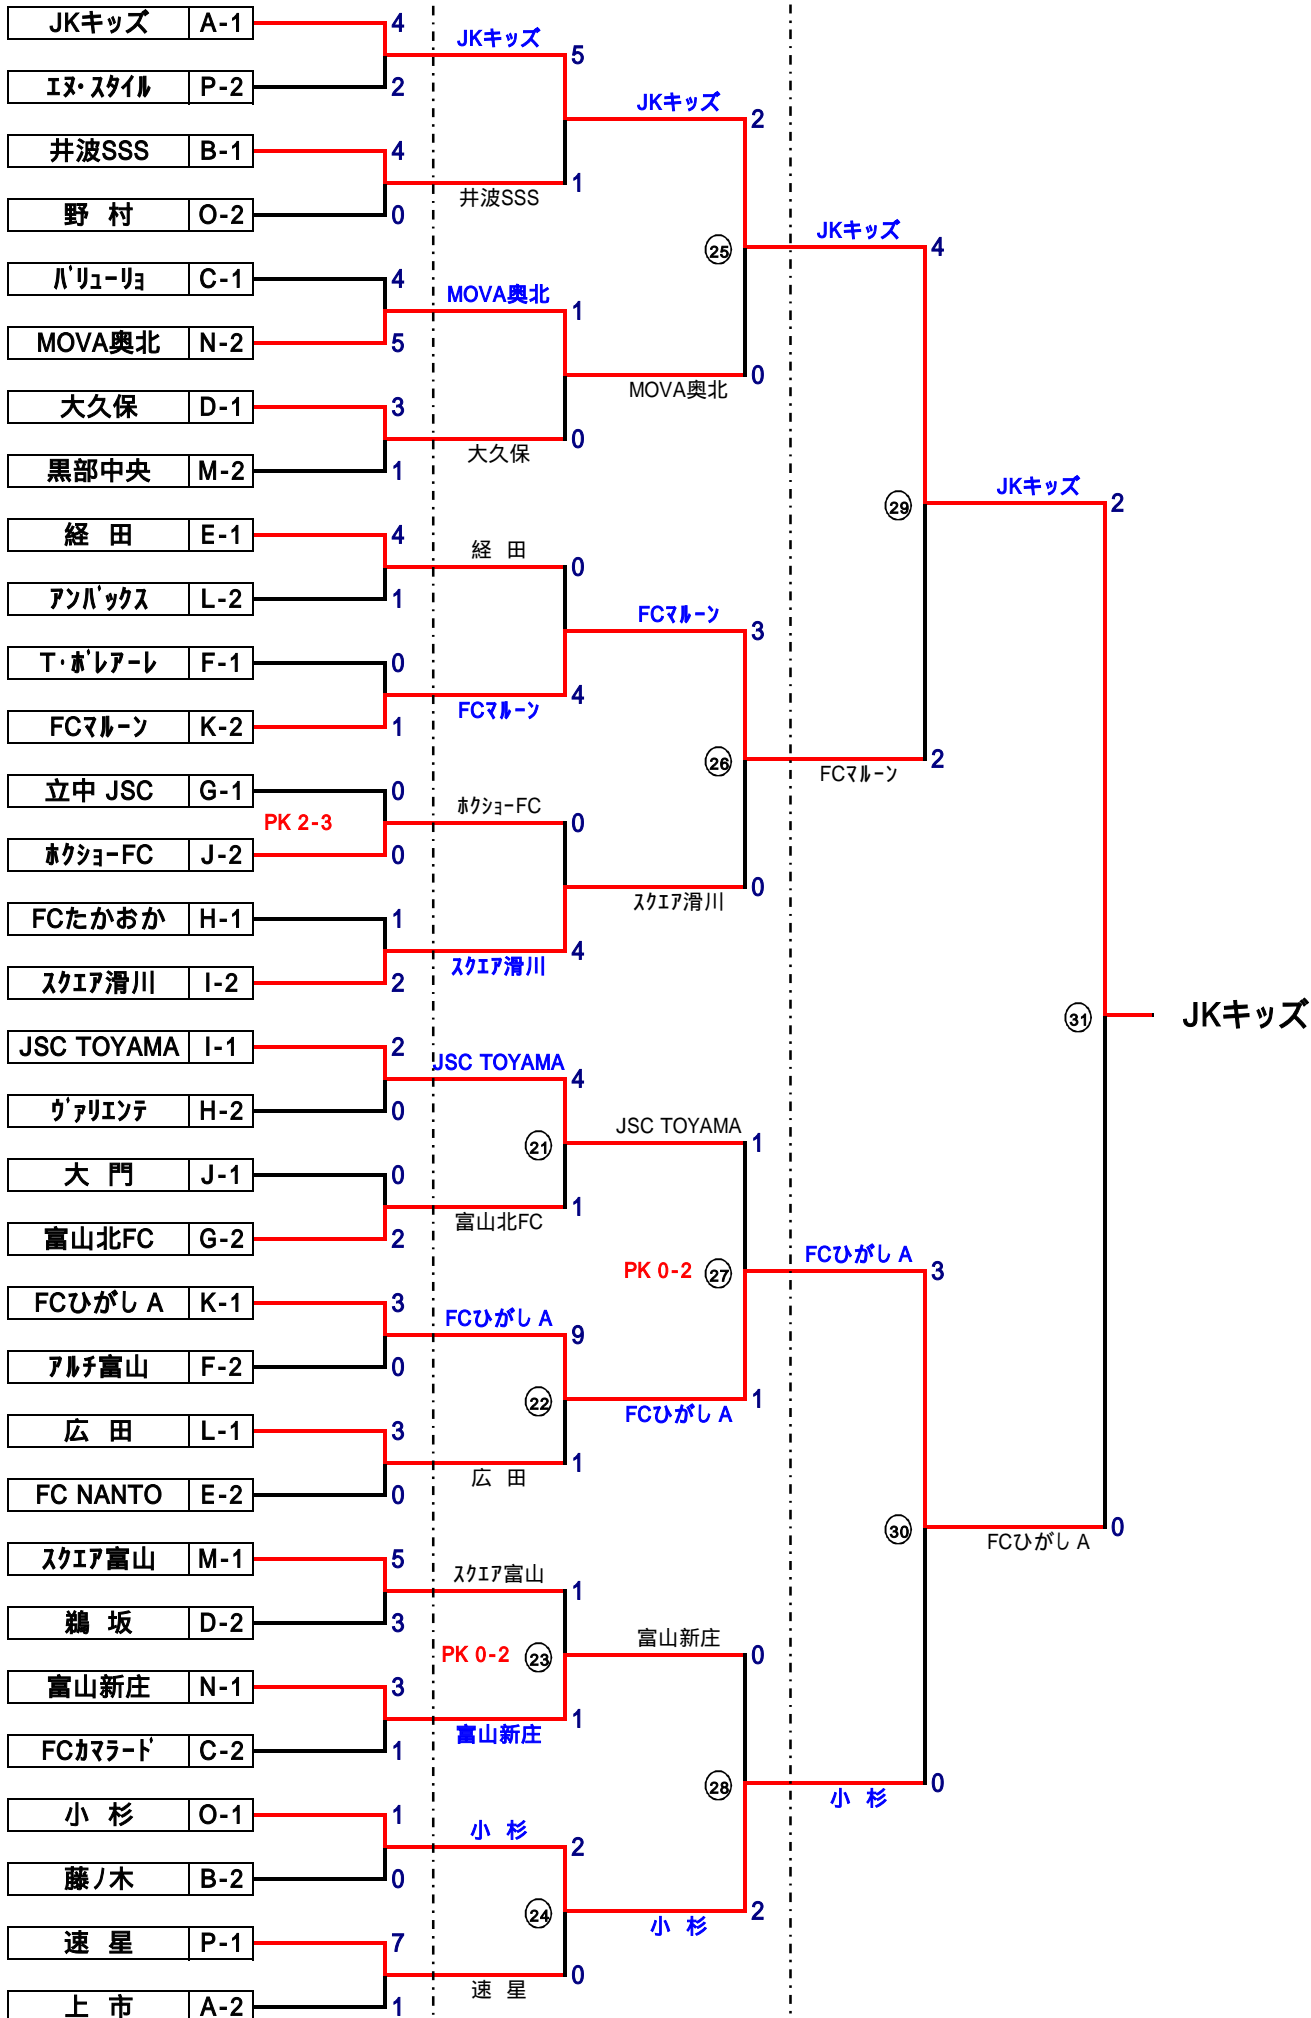 JKキッズ A-1 4
JKキッズ 5
エヌ・スタイル P-2 2
JKキッズ 2
井波SSS B-1 4
井波SSS 1
野 村 O-2 0
JKキッズ 4
㉕
バリューリョ C-1 4
MOVA奥北 1
MOVA奥北 N-2 5
MOVA奥北 0
大久保 D-1 3
大久保 0
黒部中央 M-2 1
JKキッズ 2
㉙
経 田 E-1 4
経 田 0
アンバックス L-2 1
FCマルーン 3
T・ボレアーレ F-1 0
FCマルーン 4
FCマルーン K-2 1
㉖
FCマルーン 2
立中 JSC G-1 0
PK 2-3
ホクショーFC 0
ホクショーFC J-2 0
スクエア滑川 0
FCたかおか H-1 1
スクエア滑川 4
スクエア滑川 I-2 2
㉛
JKキッズ
JSC TOYAMA I-1 2
JSC TOYAMA 4
ヴァリエンテ H-2 0
㉑
JSC TOYAMA 1
大 門 J-1 0
富山北FC 1
富山北FC G-2 2
PK 0-2 ㉗
FCひがし A 3
FCひがし A K-1 3
FCひがし A 9
アルチ富山 F-2 0
㉒
FCひがし A 1
広 田 L-1 3
広 田 1
FC NANTO E-2 0
㉚
FCひがし A 0
スクエア富山 M-1 5
スクエア富山 1
鵜 坂 D-2 3
PK 0-2 ㉓
富山新庄 0
富山新庄 N-1 3
富山新庄 1
FCカマラード C-2 1
㉘
小 杉 0
小 杉 O-1 1
小 杉 2
藤ノ木 B-2 0
㉔
小 杉 2
速 星 P-1 7
速 星 0
上 市 A-2 1